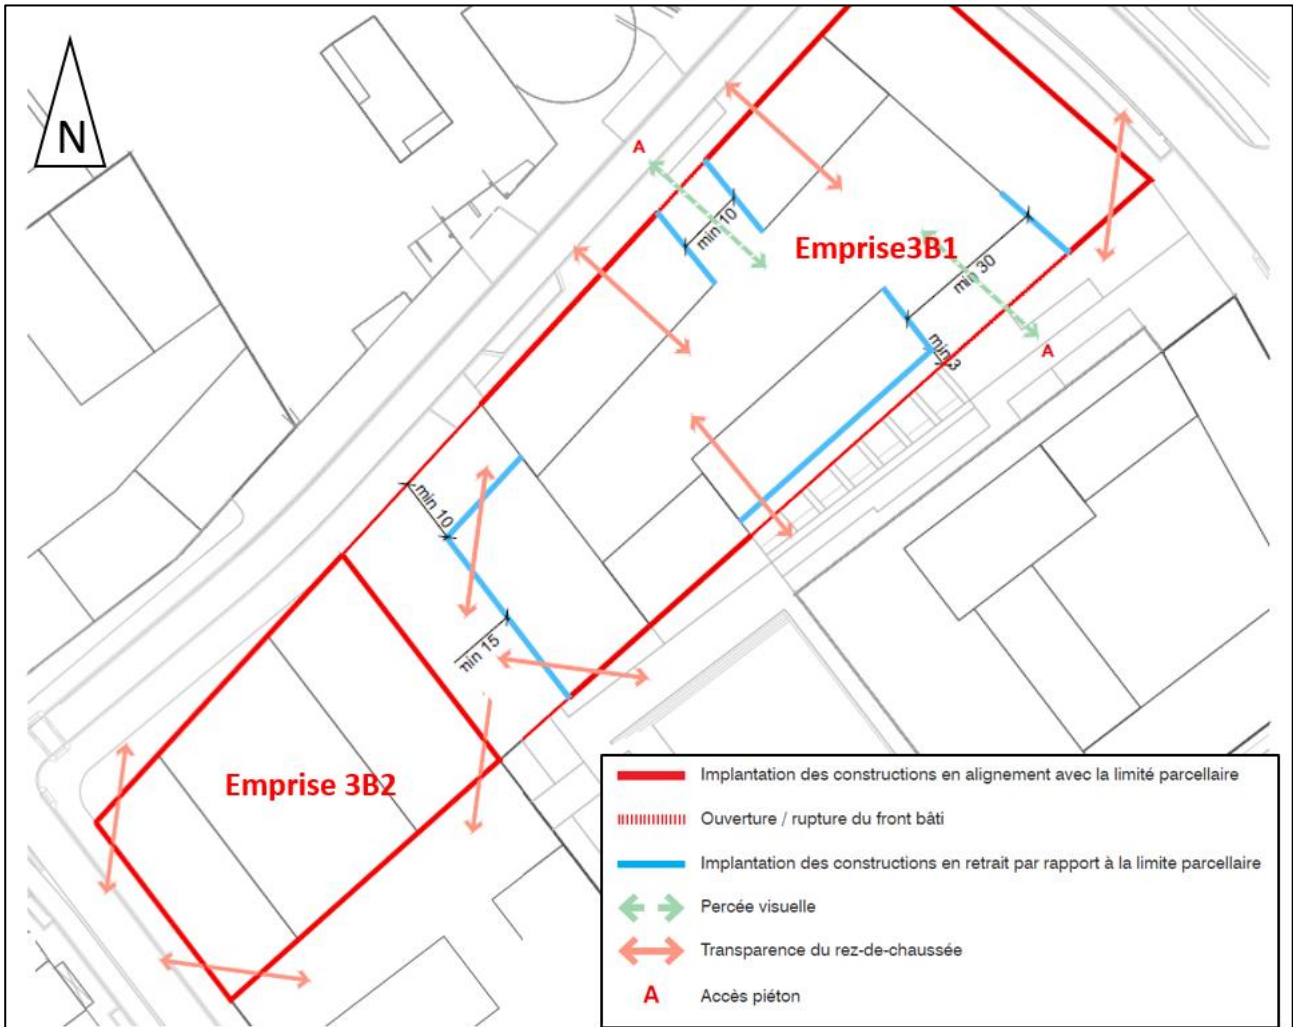 N
A
min 10
Emprise3B1
min 30
A
min 3
min 10
min 15
Emprise 3B2
Implantation des constructions en alignement avec la limité parcellaire
Ouverture / rupture du front bâti
Implantation des constructions en retrait par rapport à la limite parcellaire
Percée visuelle
Transparence du rez-de-chaussée
A Accès piéton